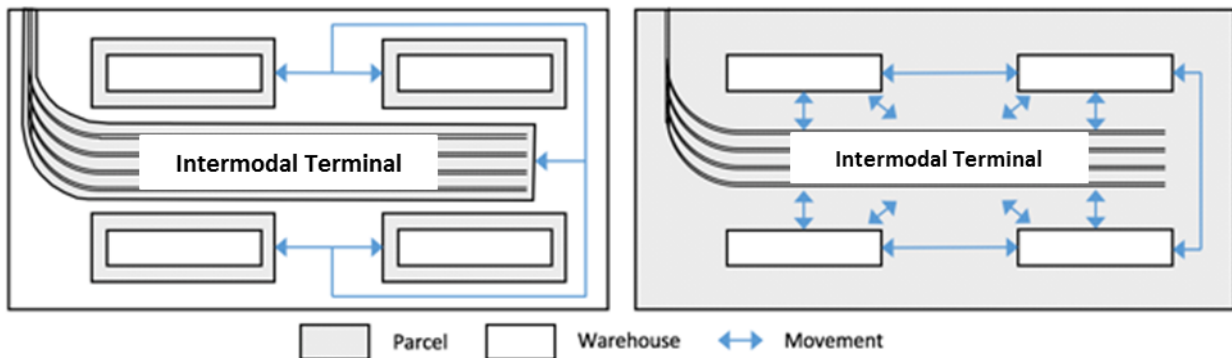 Intermodal Terminal
Intermodal Terminal
Parcel
Warehouse
Movement